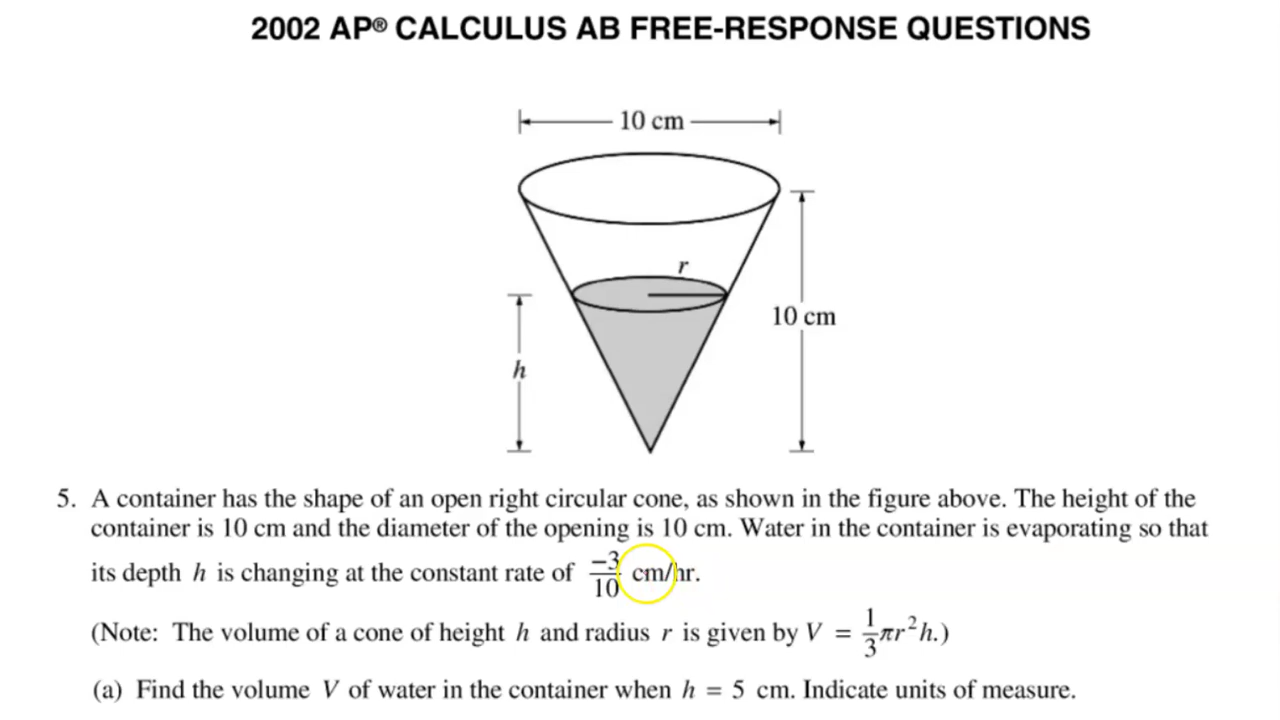 2002 AP® CALCULUS AB FREE-RESPONSE QUESTIONS
10 cm
r
10 cm
h
5. A container has the shape of an open right circular cone, as shown in the figure above. The height of the
container is 10 cm and the diameter of the opening is 10 cm. Water in the container is evaporating so that
its depth h is changing at the constant rate of −3/10 cm/hr.
(Note: The volume of a cone of height h and radius r is given by V = 1/3 πr²h.)
(a) Find the volume V of water in the container when h = 5 cm. Indicate units of measure.